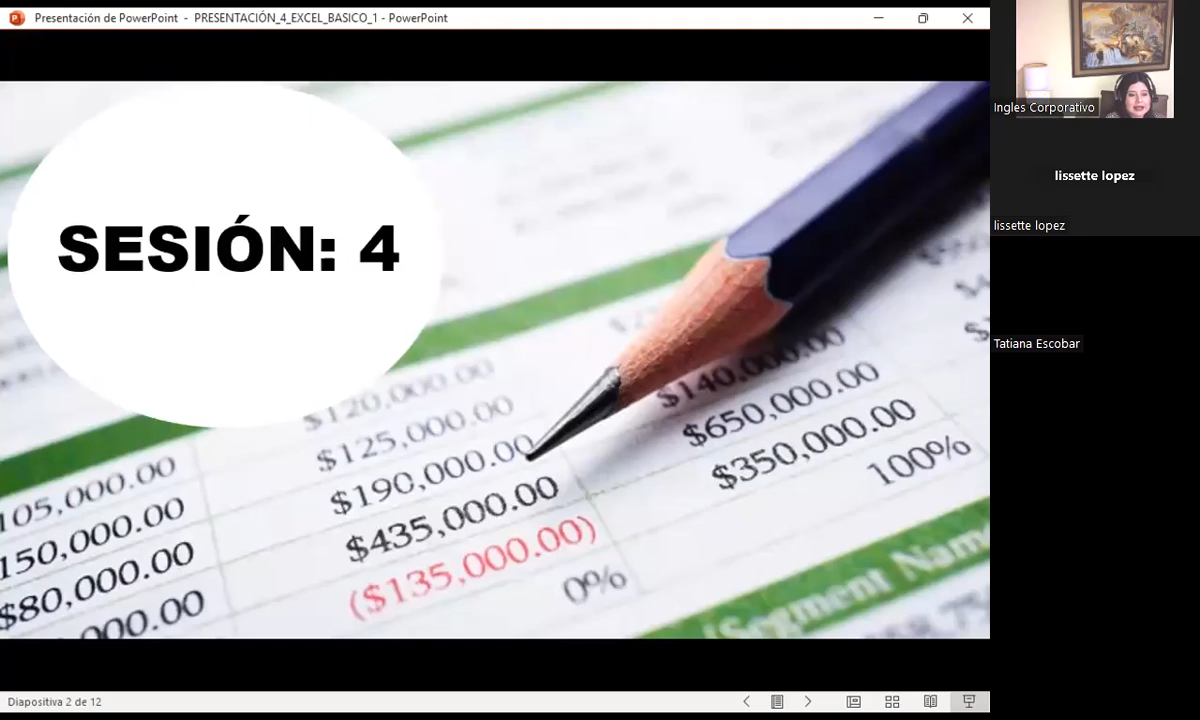 Presentación de PowerPoint - PRESENTACIÓN_4_EXCEL_BASICO_1 - PowerPoint
SESIÓN: 4
$120,000.00
$125,000.00
$190,000.00
$435,000.00
($135,000.00)
0%
$140,000.00
$650,000.00
$350,000.00
100%
105,000.00
150,000.00
$80,000.00
000.00
Segment Nam
Ingles Corporativo
lissette lopez
lissette lopez
Tatiana Escobar
Diapositiva 2 de 12